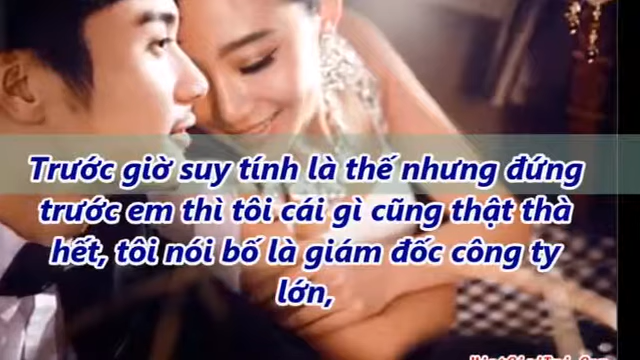 Trước giờ suy tính là thế nhưng đứng
trước em thì tôi cái gì cũng thật thà
hết, tôi nói bố là giám đốc công ty
lớn,